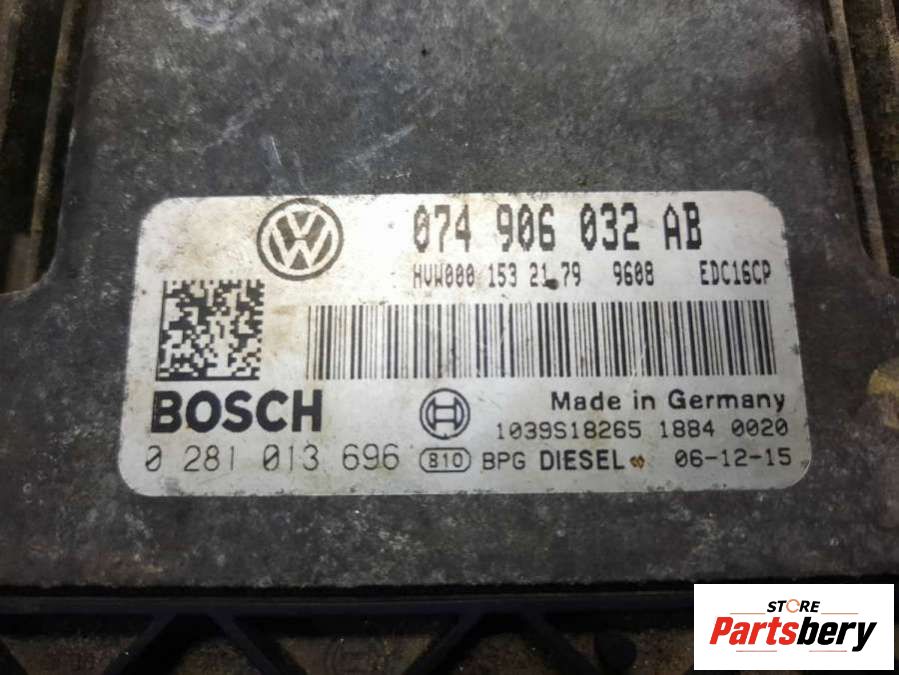 VW 074 906 032 AB
HVW000 153 21.79 9608 EDC16CP
Made in Germany
BOSCH
1039S18265 1884 0020
0 281 013 696 810 BPG DIESEL 06-12-15
STORE
Partsbery